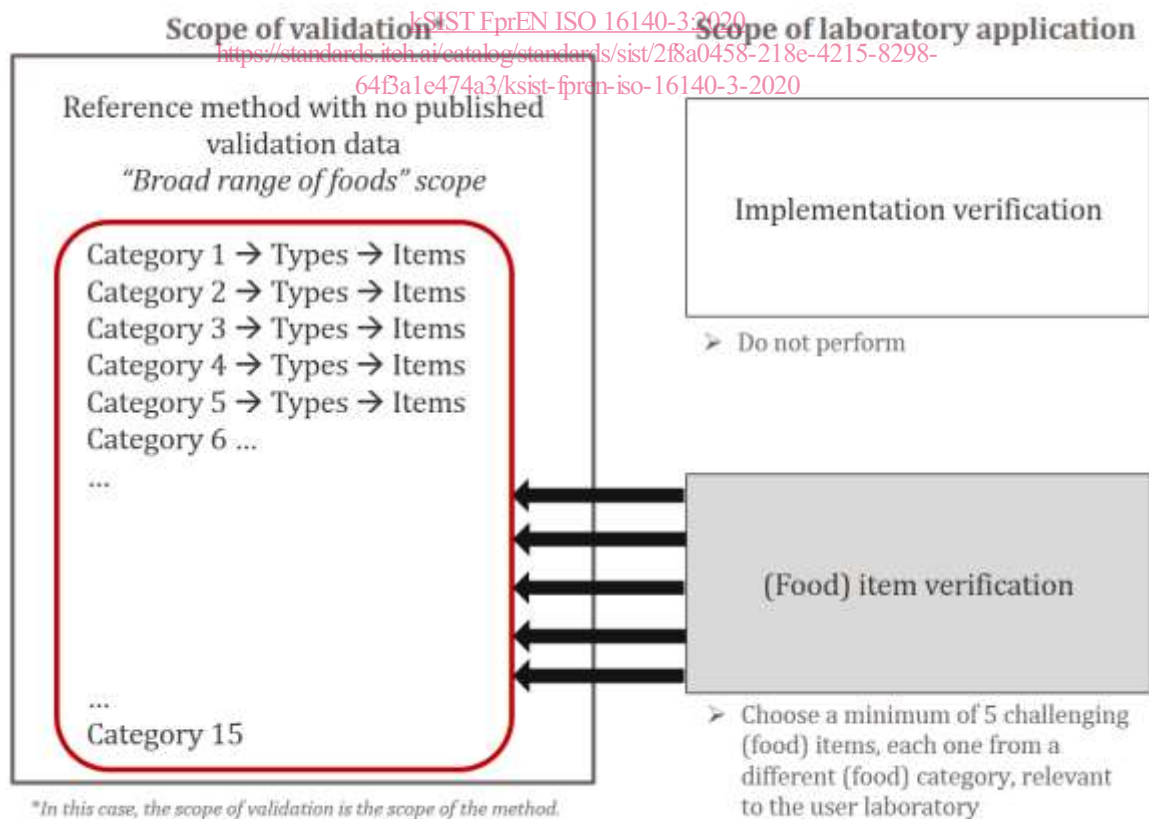 kSIST FprEN ISO 16140-3:2020
Scope of validation*
Scope of laboratory application
https://standards.iteh.ai/catalog/standards/sist/2f8a0458-218e-4215-8298-
64f3a1e474a3/ksist-fpren-iso-16140-3-2020
Reference method with no published
validation data
“Broad range of foods” scope
Category 1 → Types → Items
Category 2 → Types → Items
Category 3 → Types → Items
Category 4 → Types → Items
Category 5 → Types → Items
Category 6 ...
...
...
Category 15
*In this case, the scope of validation is the scope of the method.
Implementation verification
➢ Do not perform
(Food) item verification
➢ Choose a minimum of 5 challenging
(food) items, each one from a
different (food) category, relevant
to the user laboratory